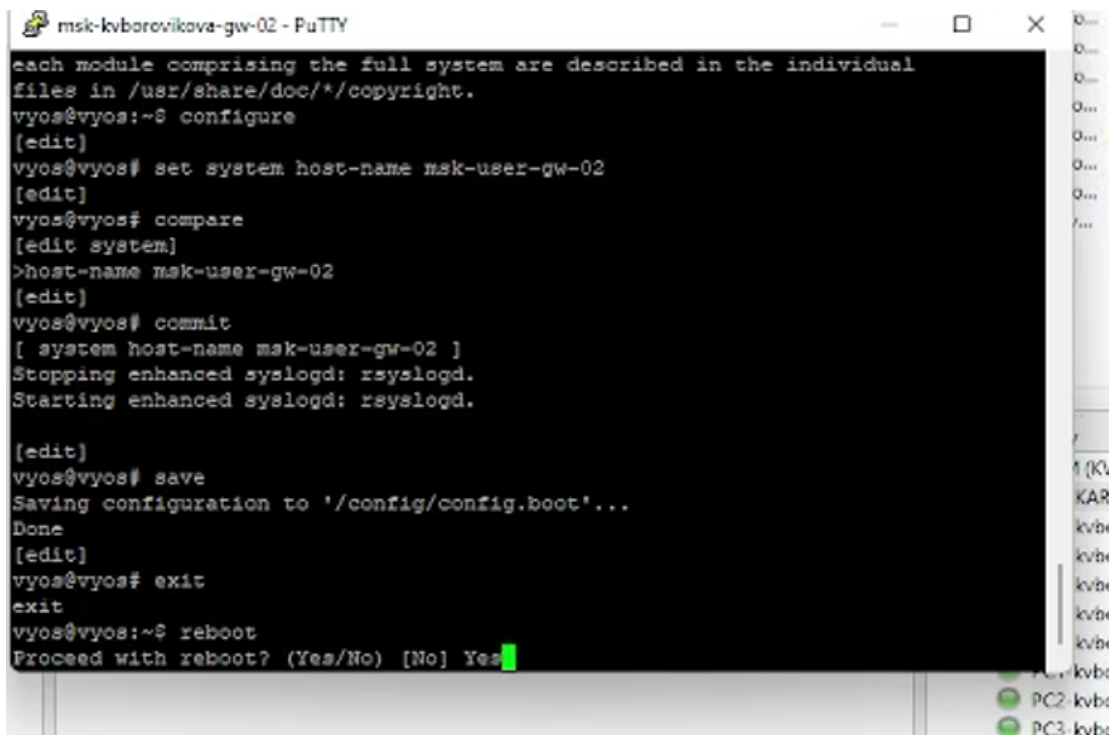 msk-kvborovikova-gw-02 - PuTTY
each module comprising the full system are described in the individual
files in /usr/share/doc/*/copyright.
vyos@vyos:~$ configure
[edit]
vyos@vyos# set system host-name msk-user-gw-02
[edit]
vyos@vyos# compare
[edit system]
>host-name msk-user-gw-02
[edit]
vyos@vyos# commit
[ system host-name msk-user-gw-02 ]
Stopping enhanced syslogd: rsyslogd.
Starting enhanced syslogd: rsyslogd.
[edit]
vyos@vyos# save
Saving configuration to '/config/config.boot'...
Done
[edit]
vyos@vyos# exit
exit
vyos@vyos:~$ reboot
Proceed with reboot? (Yes/No) [No] Yes
PC2-kvbo
PC3-kvbo